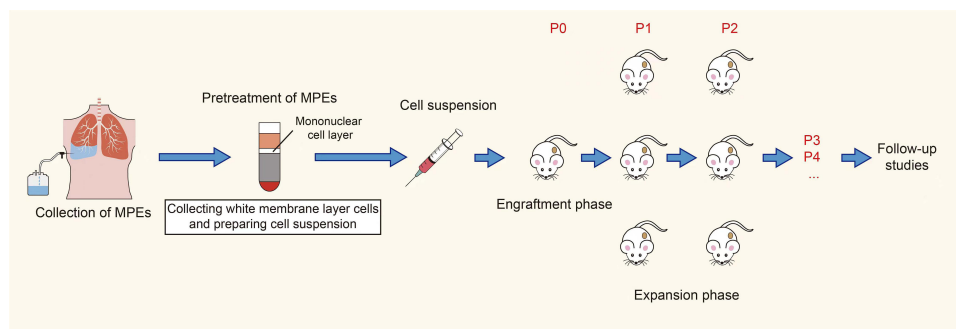 P0
P1
P2
Pretreatment of MPEs
Cell suspension
Mononuclear
cell layer
P3
P4
...
Follow-up
studies
Collection of MPEs
Collecting white membrane layer cells
and preparing cell suspension
Engraftment phase
Expansion phase